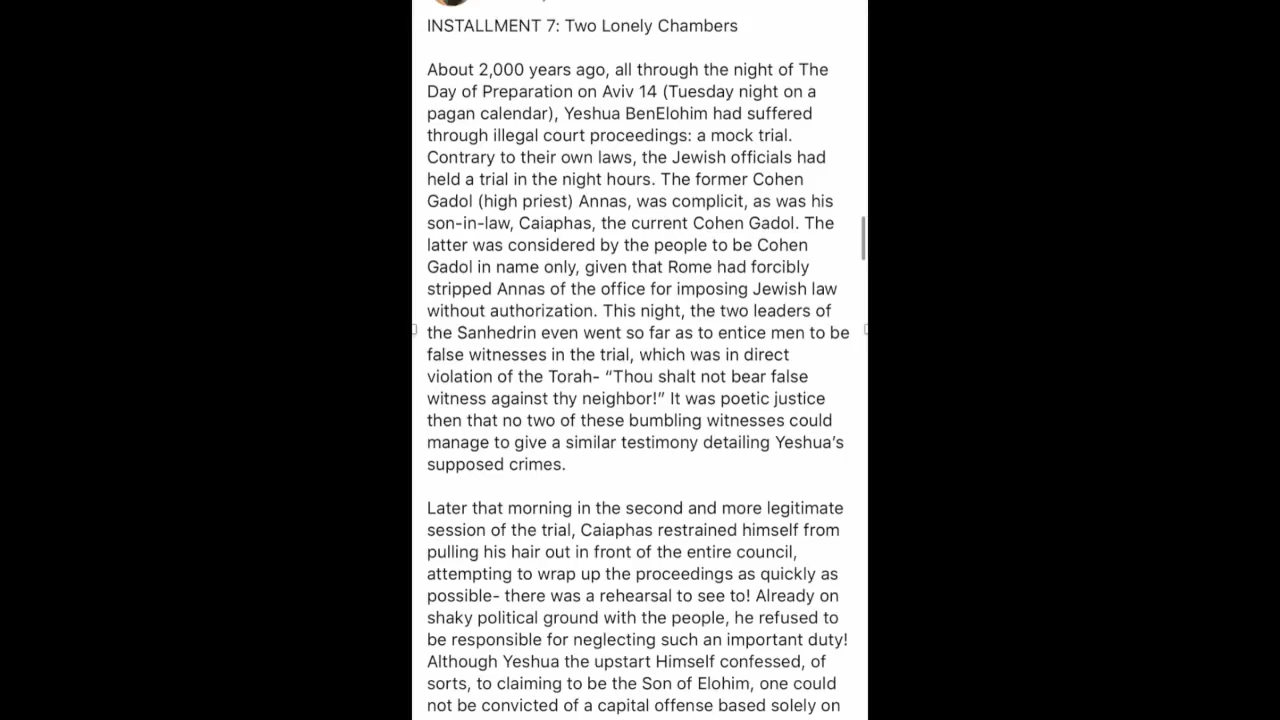 INSTALLMENT 7: Two Lonely Chambers
About 2,000 years ago, all through the night of The
Day of Preparation on Aviv 14 (Tuesday night on a
pagan calendar), Yeshua BenElohim had suffered
through illegal court proceedings: a mock trial.
Contrary to their own laws, the Jewish officials had
held a trial in the night hours. The former Cohen
Gadol (high priest) Annas, was complicit, as was his
son-in-law, Caiaphas, the current Cohen Gadol. The
latter was considered by the people to be Cohen
Gadol in name only, given that Rome had forcibly
stripped Annas of the office for imposing Jewish law
without authorization. This night, the two leaders of
the Sanhedrin even went so far as to entice men to be
false witnesses in the trial, which was in direct
violation of the Torah- “Thou shalt not bear false
witness against thy neighbor!” It was poetic justice
then that no two of these bumbling witnesses could
manage to give a similar testimony detailing Yeshua’s
supposed crimes.
Later that morning in the second and more legitimate
session of the trial, Caiaphas restrained himself from
pulling his hair out in front of the entire council,
attempting to wrap up the proceedings as quickly as
possible- there was a rehearsal to see to! Already on
shaky political ground with the people, he refused to
be responsible for neglecting such an important duty!
Although Yeshua the upstart Himself confessed, of
sorts, to claiming to be the Son of Elohim, one could
not be convicted of a capital offense based solely on